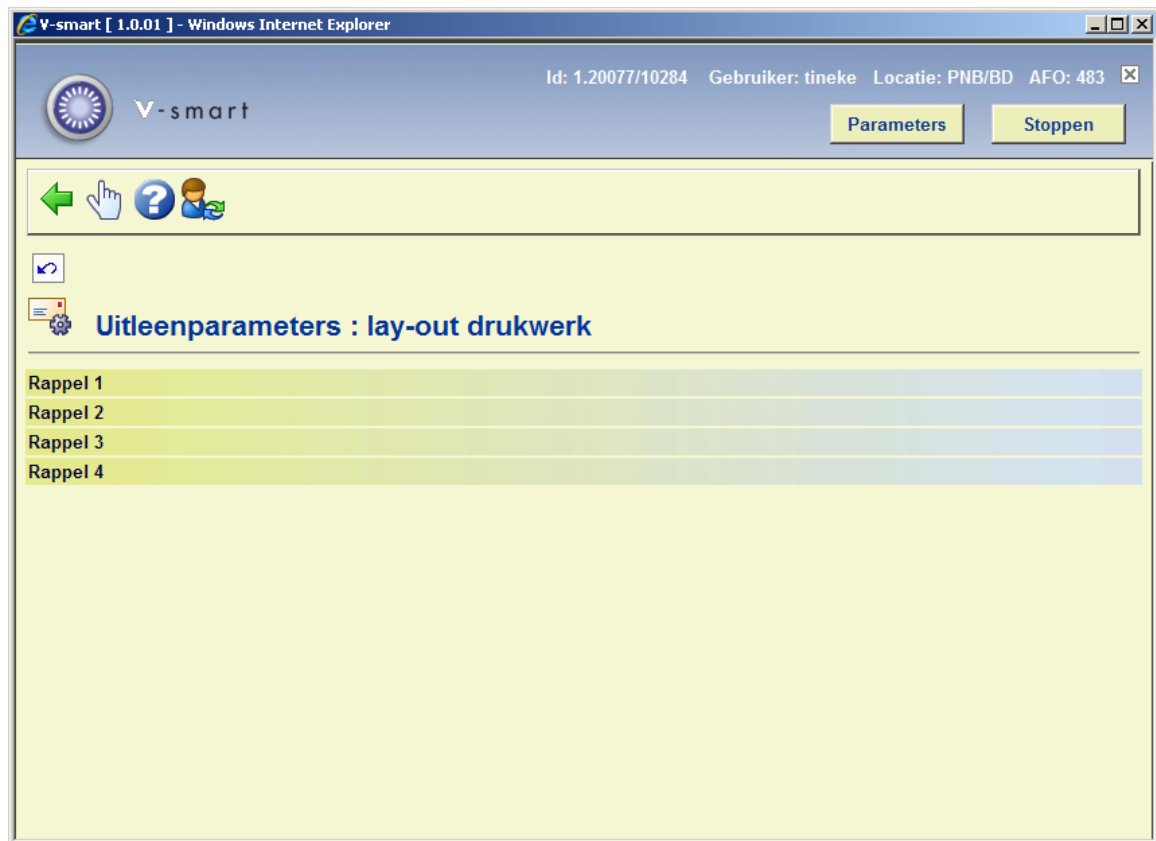 V-smart [ 1.0.01 ] - Windows Internet Explorer
Id: 1.20077/10284 Gebruiker: tineke Locatie: PNB/BD AFO: 483
V-smart
Parameters Stoppen
Uitleenparameters : lay-out drukwerk
Rappel 1
Rappel 2
Rappel 3
Rappel 4